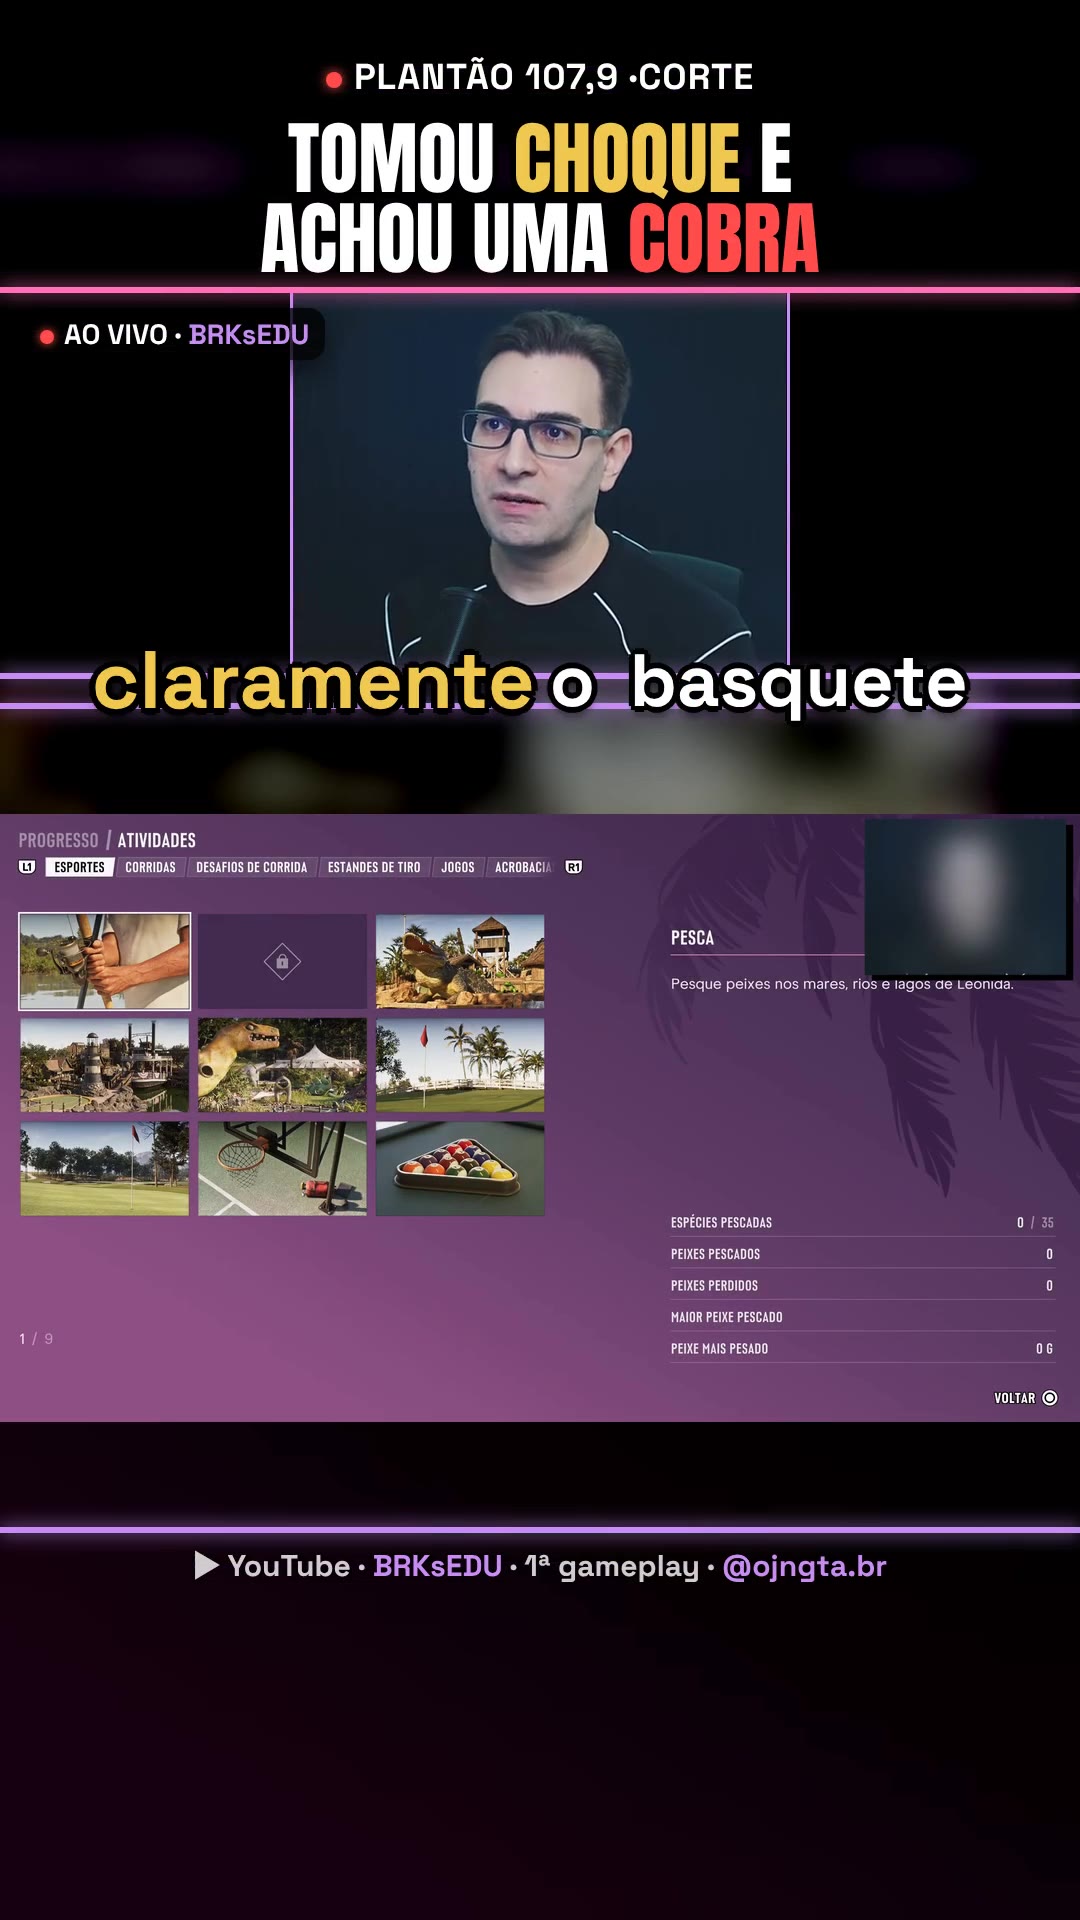 PLANTÃO 107,9 ·CORTE
TOMOU CHOQUE E
ACHOU UMA COBRA
AO VIVO · BRKsEDU
claramente o basquete
PROGRESSO / ATIVIDADES
L1 ESPORTES CORRIDAS DESAFIOS DE CORRIDA ESTANDES DE TIRO JOGOS ACROBACIA R1
PESCA
Pesque peixes nos mares, rios e lagos de Leonida.
ESPÉCIES PESCADAS 0 / 35
PEIXES PESCADOS 0
PEIXES PERDIDOS 0
MAIOR PEIXE PESCADO
PEIXE MAIS PESADO 0 G
1 / 9
VOLTAR
YouTube · BRKsEDU · 1ª gameplay · @ojngta.br